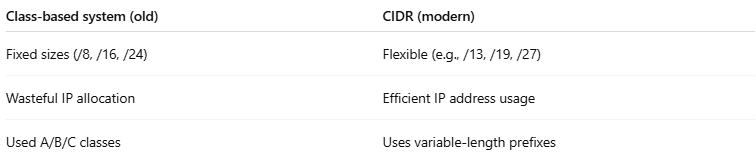 Class-based system (old) CIDR (modern)
Fixed sizes (/8, /16, /24) Flexible (e.g., /13, /19, /27)
Wasteful IP allocation Efficient IP address usage
Used A/B/C classes Uses variable-length prefixes